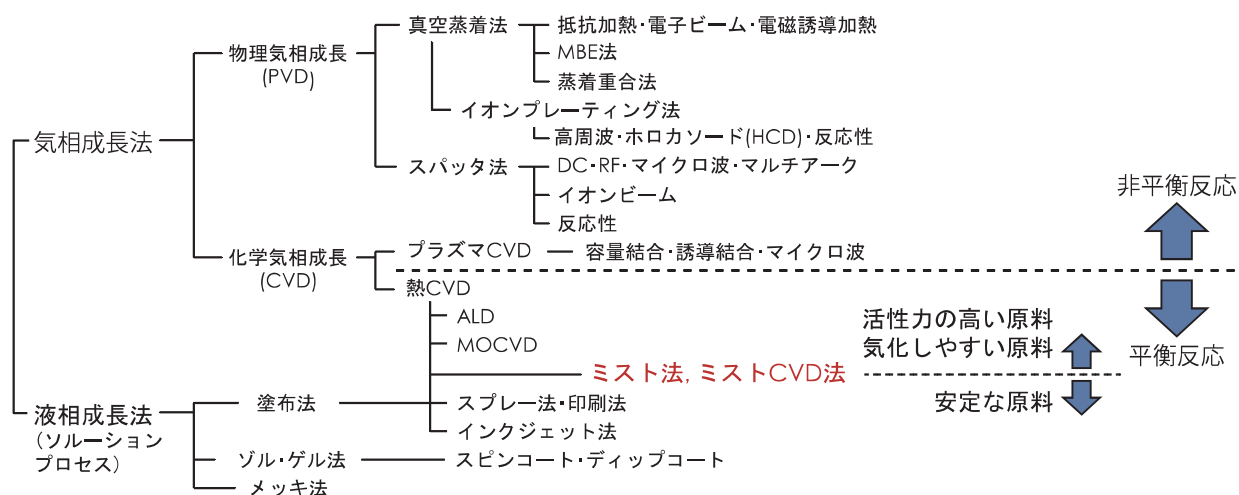 真空蒸着法
抵抗加熱・電子ビーム・電磁誘導加熱
物理気相成長
(PVD)
MBE法
蒸着重合法
イオンプレーティング法
気相成長法
高周波・ホロカソード(HCD)・反応性
スパッタ法
DC・RF・マイクロ波・マルチアーク
イオンビーム
反応性
非平衡反応
化学気相成長
(CVD)
プラズマCVD
容量結合・誘導結合・マイクロ波
熱CVD
ALD
MOCVD
活性力の高い原料
気化しやすい原料
平衡反応
ミスト法, ミストCVD法
安定な原料
液相成長法
(ソルーション
プロセス)
塗布法
スプレー法・印刷法
インクジェット法
ゾル・ゲル法
スピンコート・ディップコート
メッキ法